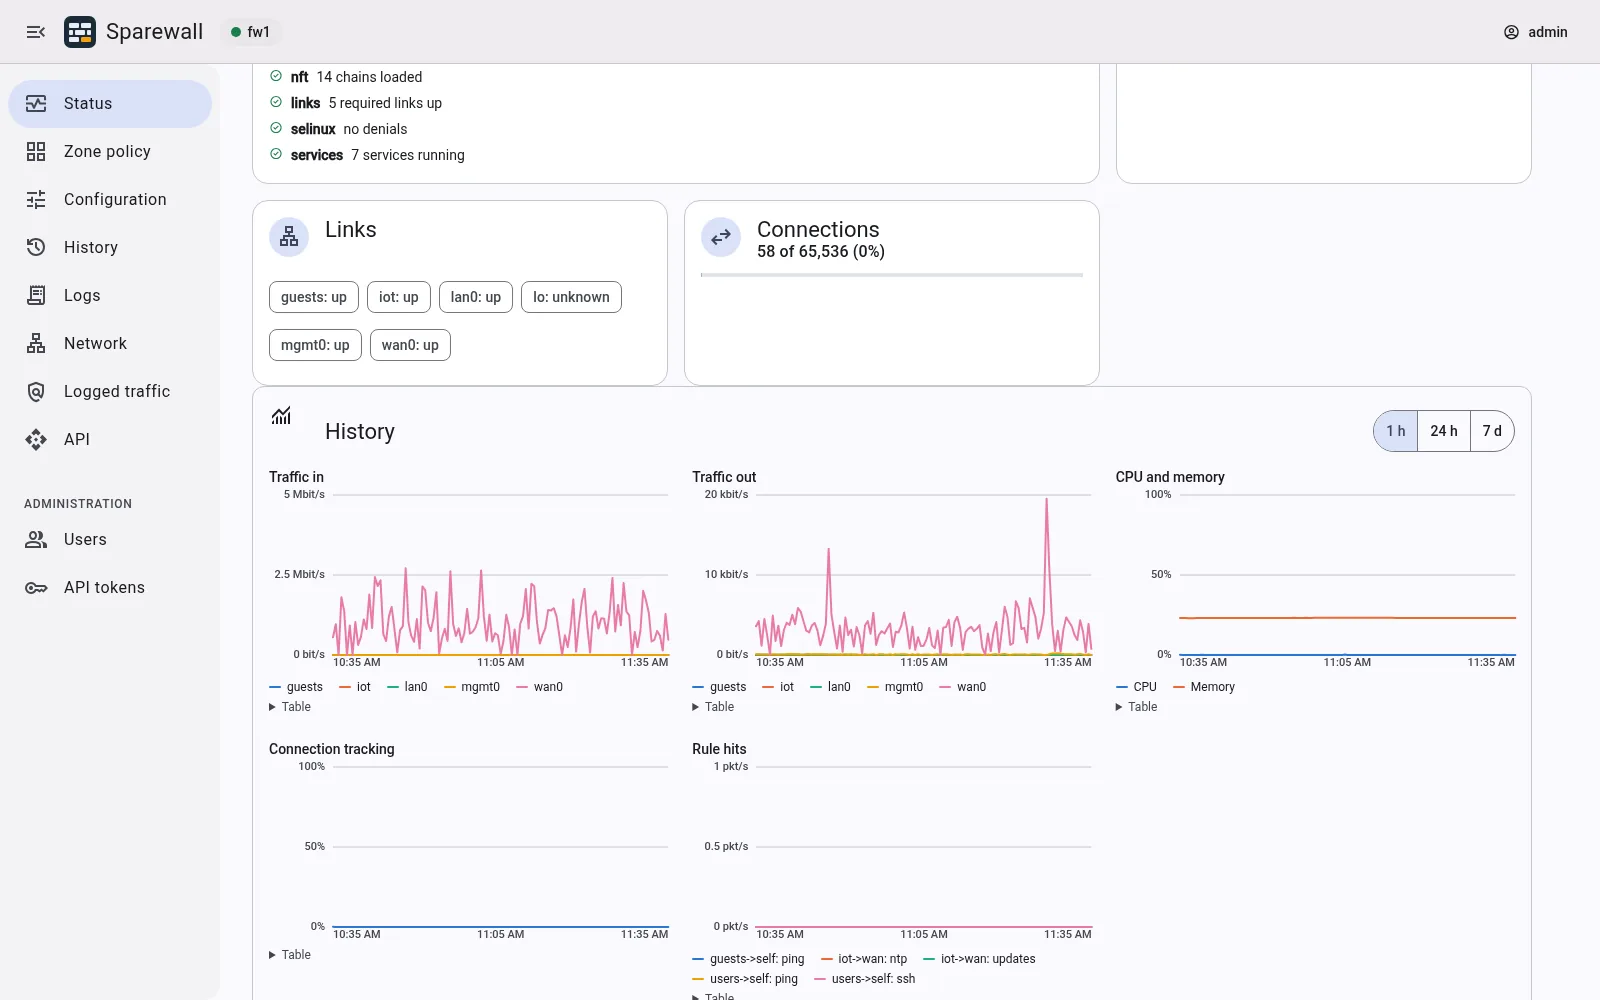 Sparewall
fw1
admin
Status
Zone policy
Configuration
History
Logs
Network
Logged traffic
API
ADMINISTRATION
Users
API tokens
nft 14 chains loaded
links 5 required links up
selinux no denials
services 7 services running
Links
guests: up
iot: up
lan0: up
lo: unknown
mgmt0: up
wan0: up
Connections
58 of 65,536 (0%)
History
1 h
24 h
7 d
Traffic in
5 Mbit/s
2.5 Mbit/s
0 bit/s
10:35 AM 11:05 AM 11:35 AM
guests iot lan0 mgmt0 wan0
Table
Traffic out
20 kbit/s
10 kbit/s
0 bit/s
10:35 AM 11:05 AM 11:35 AM
guests iot lan0 mgmt0 wan0
Table
CPU and memory
100%
50%
0%
10:35 AM 11:05 AM 11:35 AM
CPU Memory
Table
Connection tracking
100%
50%
0%
10:35 AM 11:05 AM 11:35 AM
Table
Rule hits
1 pkt/s
0.5 pkt/s
0 pkt/s
10:35 AM 11:05 AM 11:35 AM
guests->self: ping iot->wan: ntp iot->wan: updates
users->self: ping users->self: ssh
Table